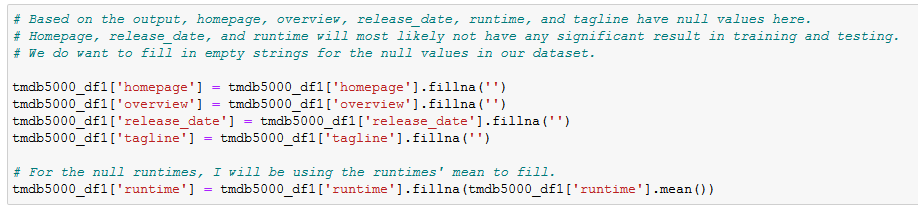 # Based on the output, homepage, overview, release_date, runtime, and tagline have null values here.
# Homepage, release_date, and runtime will most likely not have any significant result in training and testing.
# We do want to fill in empty strings for the null values in our dataset.
tmdb5000_df1['homepage'] = tmdb5000_df1['homepage'].fillna('')
tmdb5000_df1['overview'] = tmdb5000_df1['overview'].fillna('')
tmdb5000_df1['release_date'] = tmdb5000_df1['release_date'].fillna('')
tmdb5000_df1['tagline'] = tmdb5000_df1['tagline'].fillna('')
# For the null runtimes, I will be using the runtimes' mean to fill.
tmdb5000_df1['runtime'] = tmdb5000_df1['runtime'].fillna(tmdb5000_df1['runtime'].mean())